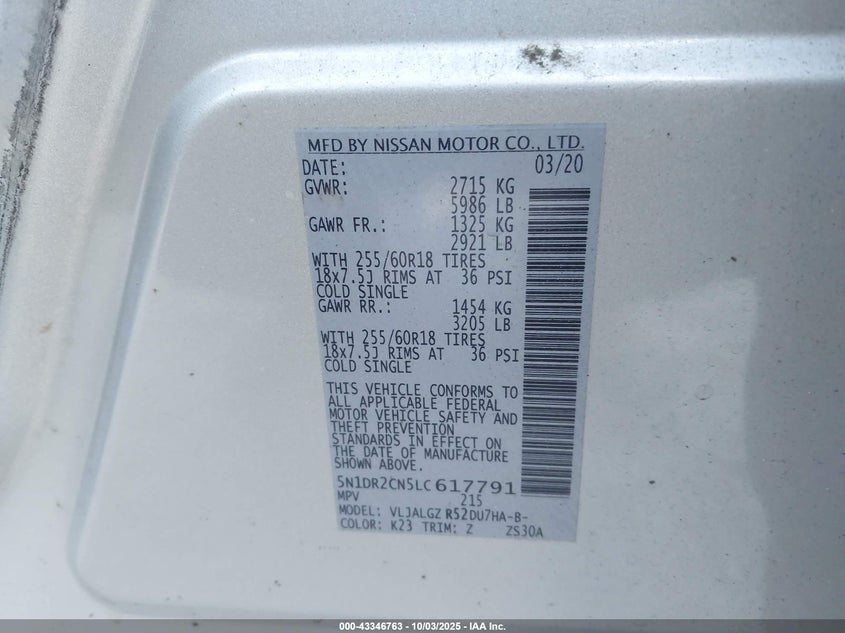 MFD BY NISSAN MOTOR CO., LTD.
DATE: 03/20
GVWR: 2715 KG
5986 LB
GAWR FR.: 1325 KG
2921 LB
WITH 255/60R18 TIRES
18x7.5J RIMS AT 36 PSI
COLD SINGLE
GAWR RR.: 1454 KG
3205 LB
WITH 255/60R18 TIRES
18x7.5J RIMS AT 36 PSI
COLD SINGLE
THIS VEHICLE CONFORMS TO
ALL APPLICABLE FEDERAL
MOTOR VEHICLE SAFETY AND
THEFT PREVENTION
STANDARDS IN EFFECT ON
THE DATE OF MANUFACTURE
SHOWN ABOVE.
5N1DR2CN5LC617791
MPV 215
MODEL: VLJALGZ R52DU7HA-B-
COLOR: K23 TRIM: Z ZS30A
000-43346763 - 10/03/2025 - IAA Inc.